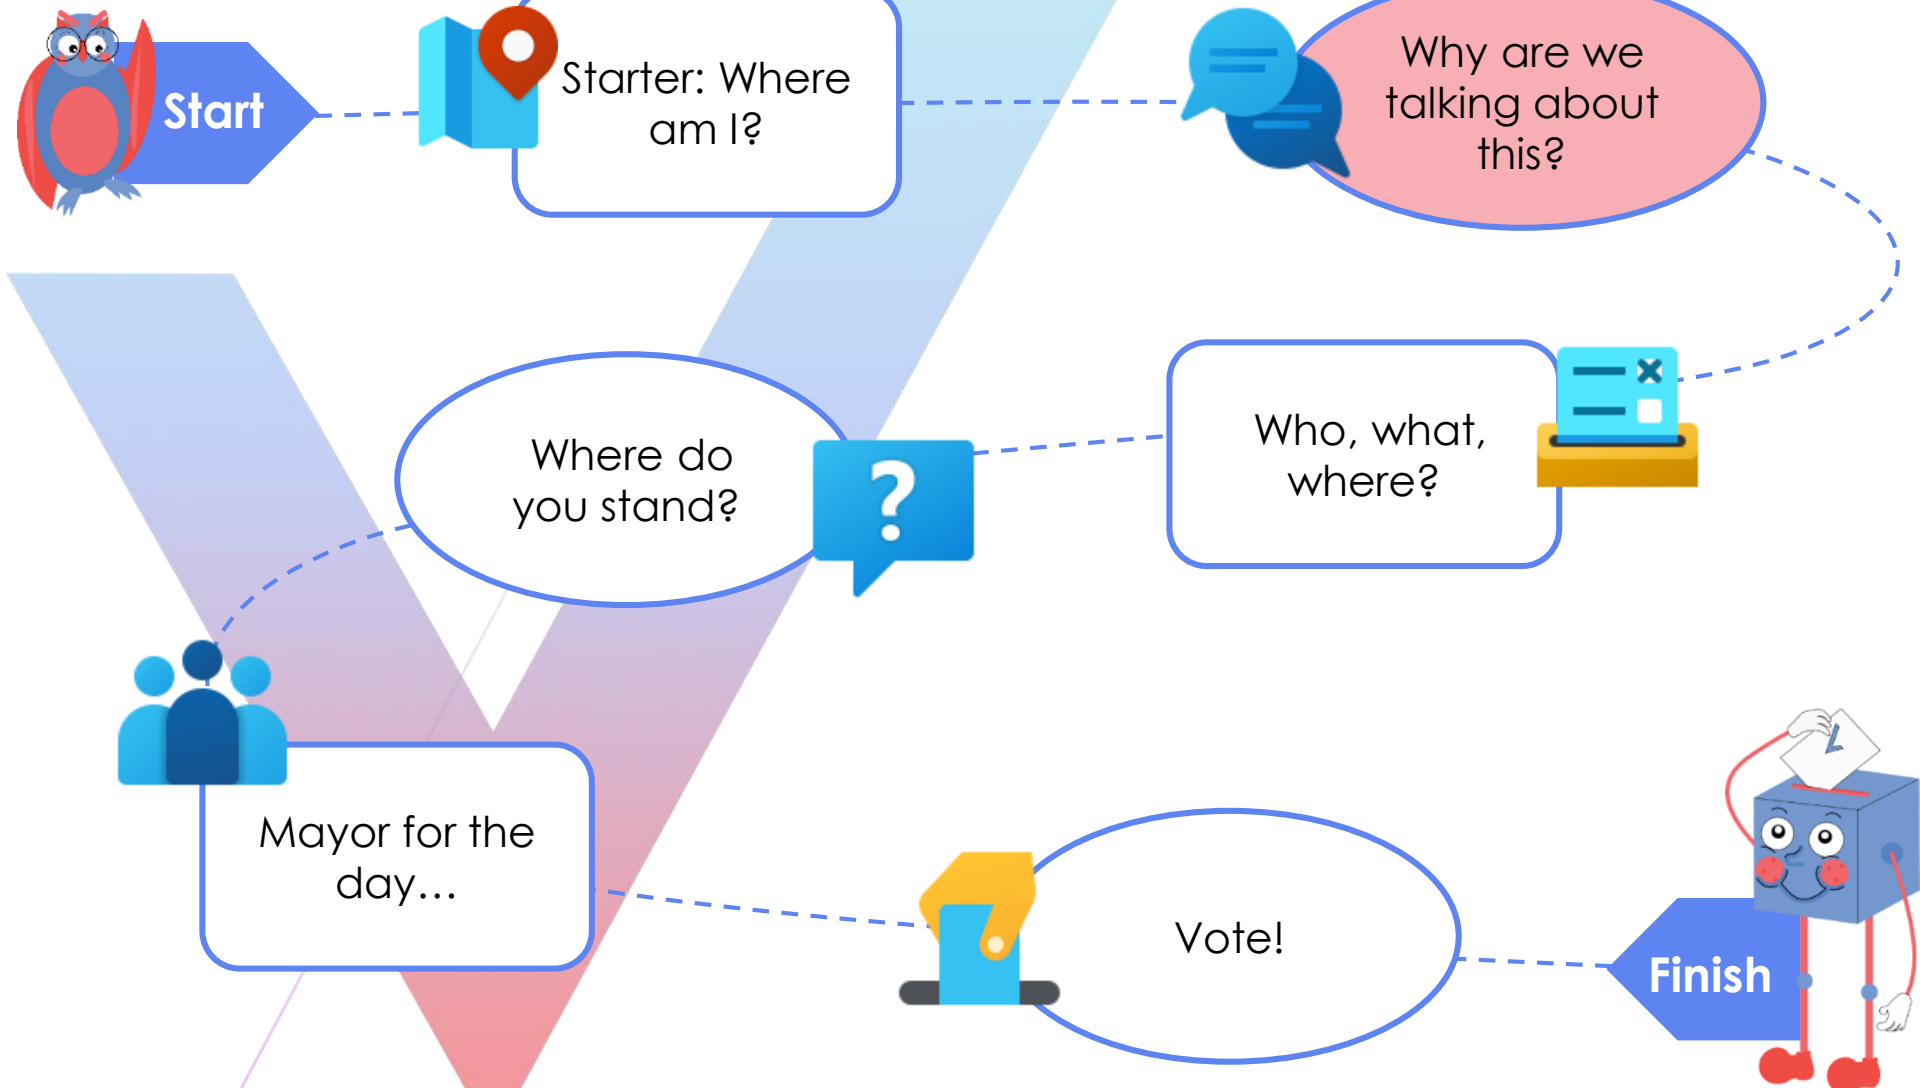 Start
Starter: Where
am I?
Why are we
talking about
this?
Who, what,
where?
Where do
you stand?
?
Mayor for the
day...
Vote!
Finish